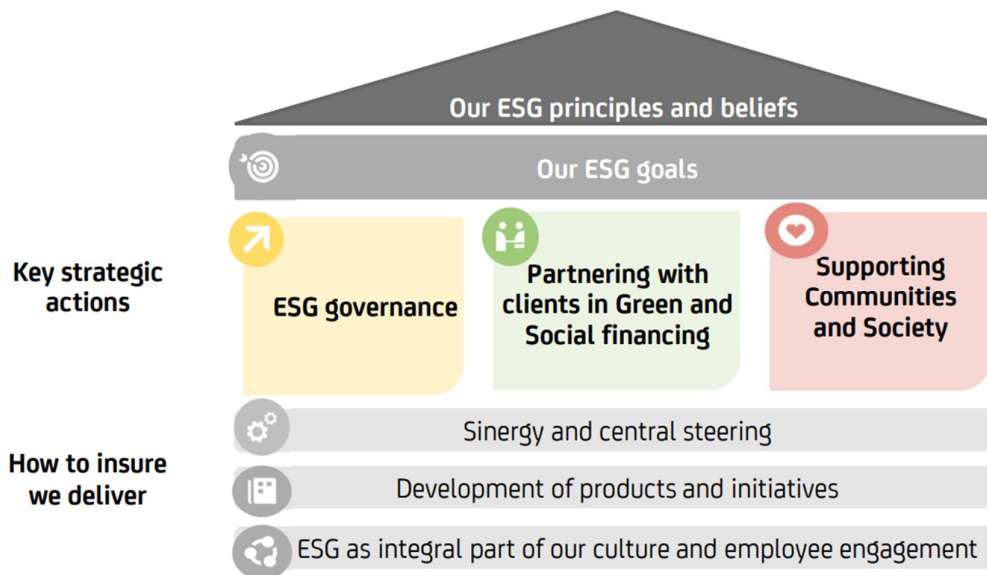 Our ESG principles and beliefs
Our ESG goals
Key strategic
actions
ESG governance
Partnering with
clients in Green and
Social financing
Supporting
Communities
and Society
How to insure
we deliver
Sinergy and central steering
Development of products and initiatives
ESG as integral part of our culture and employee engagement